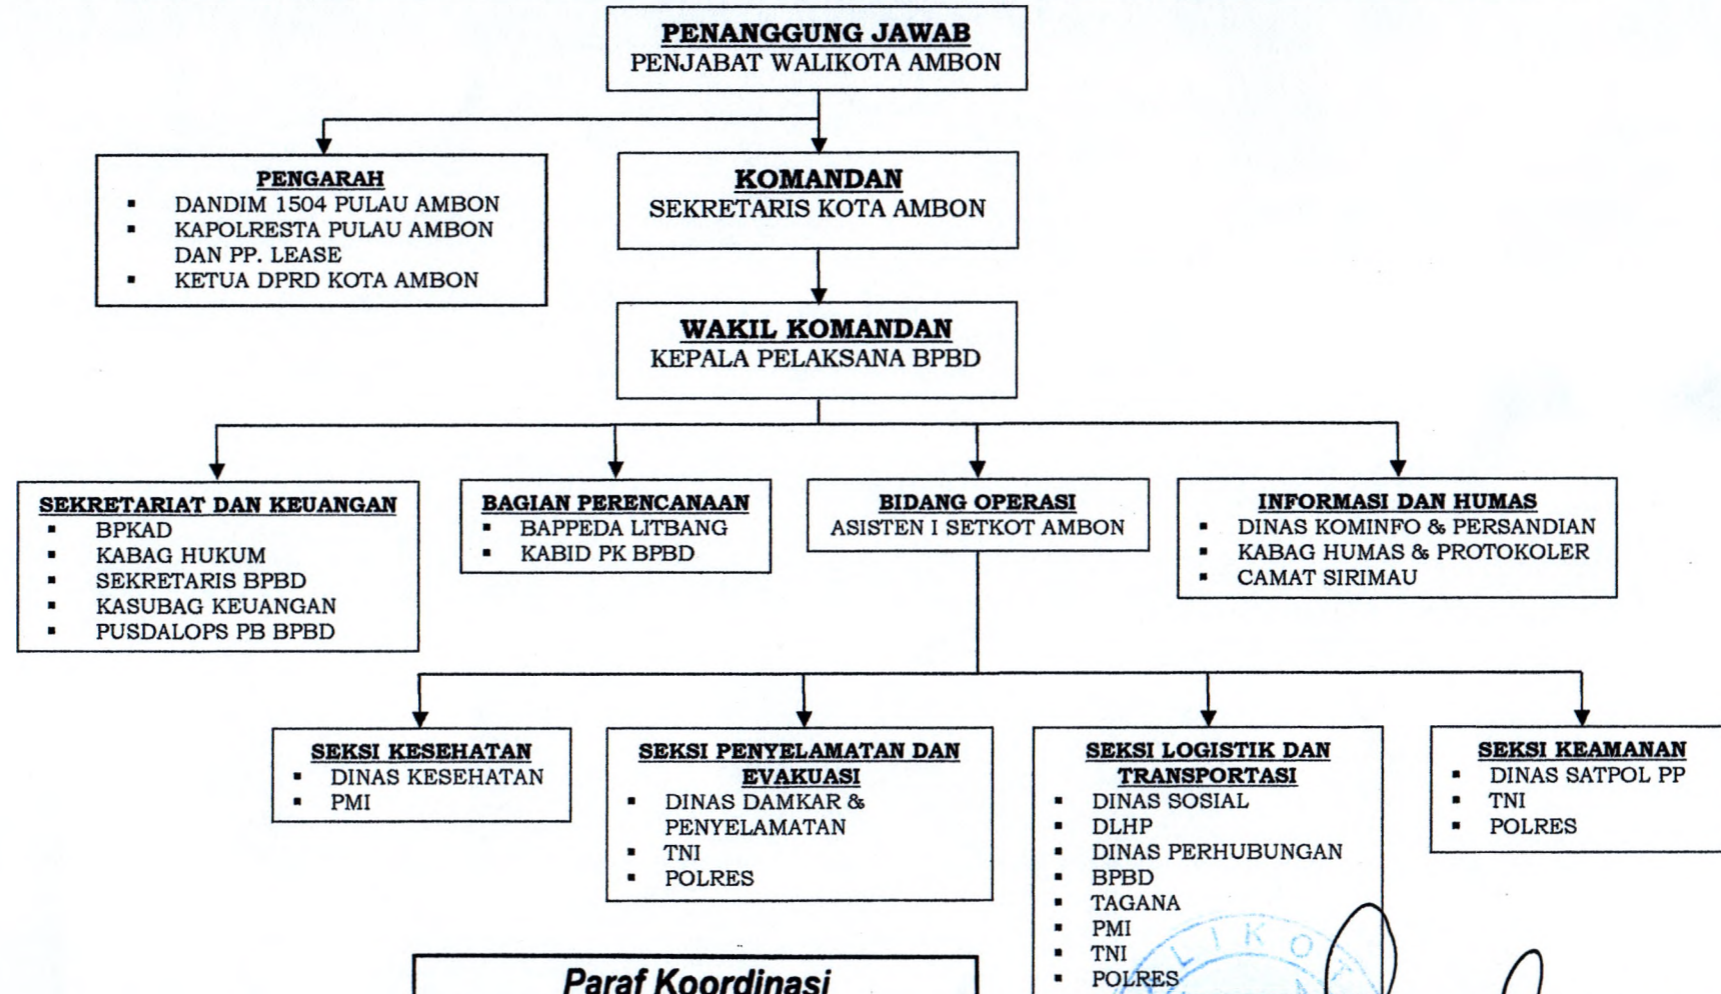 PENANGGUNG JAWAB
PENJABAT WALIKOTA AMBON
PENGARAH
▪ DANDIM 1504 PULAU AMBON
▪ KAPOLRESTA PULAU AMBON
DAN PP. LEASE
▪ KETUA DPRD KOTA AMBON
KOMANDAN
SEKRETARIS KOTA AMBON
WAKIL KOMANDAN
KEPALA PELAKSANA BPBD
SEKRETARIAT DAN KEUANGAN
▪ BPKAD
▪ KABAG HUKUM
▪ SEKRETARIS BPBD
▪ KASUBAG KEUANGAN
▪ PUSDALOPS PB BPBD
BAGIAN PERENCANAAN
▪ BAPPEDA LITBANG
▪ KABID PK BPBD
BIDANG OPERASI
ASISTEN I SETKOT AMBON
INFORMASI DAN HUMAS
▪ DINAS KOMINFO & PERSANDIAN
▪ KABAG HUMAS & PROTOKOLER
▪ CAMAT SIRIMAU
SEKSI KESEHATAN
▪ DINAS KESEHATAN
▪ PMI
SEKSI PENYELAMATAN DAN
EVAKUASI
▪ DINAS DAMKAR &
PENYELAMATAN
▪ TNI
▪ POLRES
SEKSI LOGISTIK DAN
TRANSPORTASI
▪ DINAS SOSIAL
▪ DLHP
▪ DINAS PERHUBUNGAN
▪ BPBD
▪ TAGANA
▪ PMI
▪ TNI
▪ POLRES
SEKSI KEAMANAN
▪ DINAS SATPOL PP
▪ TNI
▪ POLRES
Paraf Koordinasi